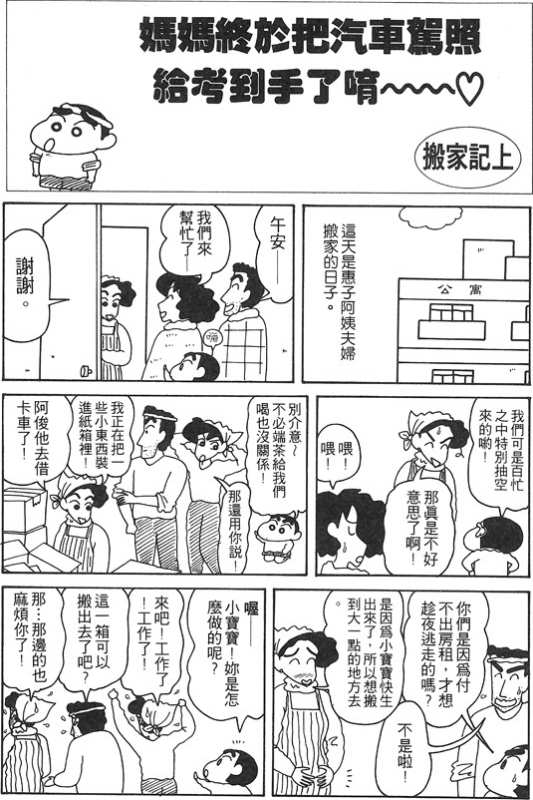 媽媽終於把汽車駕照
給考到手了唷~~~~♡
搬家記上
這天是惠子阿姨夫婦
搬家的日子。
公寓
午安——
我們來
幫忙了—
嗨
謝謝。
我們可是百忙
之中特別抽空
來的喲!
那真是不好
意思了啊!
喂!
喂!
別介意~
不必端茶給我們
喝也沒關係!
那還用你說!
我正在把一
些小東西裝
進紙箱裡!
阿俊他去借
卡車了!
你們是因為付
不出房租,才想
趁夜逃走的嗎?
不是啦!
是因為小寶寶快生
出來了,所以想搬
到大一點的地方去
。
喔——
小寶寶!妳是怎
麼做的呢?
來吧!工作了
!工作了!
這一箱可以
搬出去了吧?
那…那邊的也
麻煩你了!